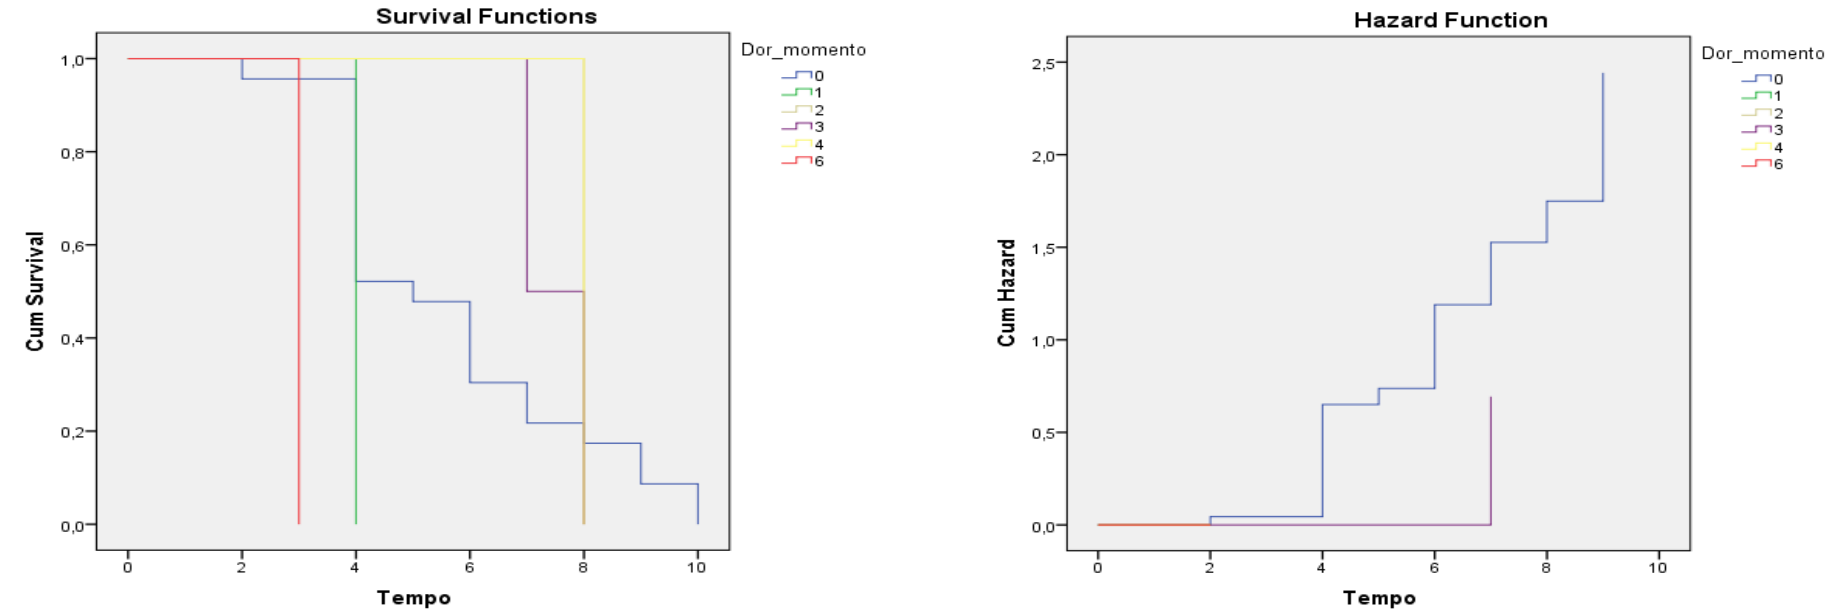 Survival Functions
Dor_momento
0
1
2
3
4
6
1,0
0,8
0,6
0,4
0,2
0,0
Cum Survival
0 2 4 6 8 10
Tempo
Hazard Function
Dor_momento
0
1
2
3
4
6
2,5
2,0
1,5
1,0
0,5
0,0
Cum Hazard
0 2 4 6 8 10
Tempo